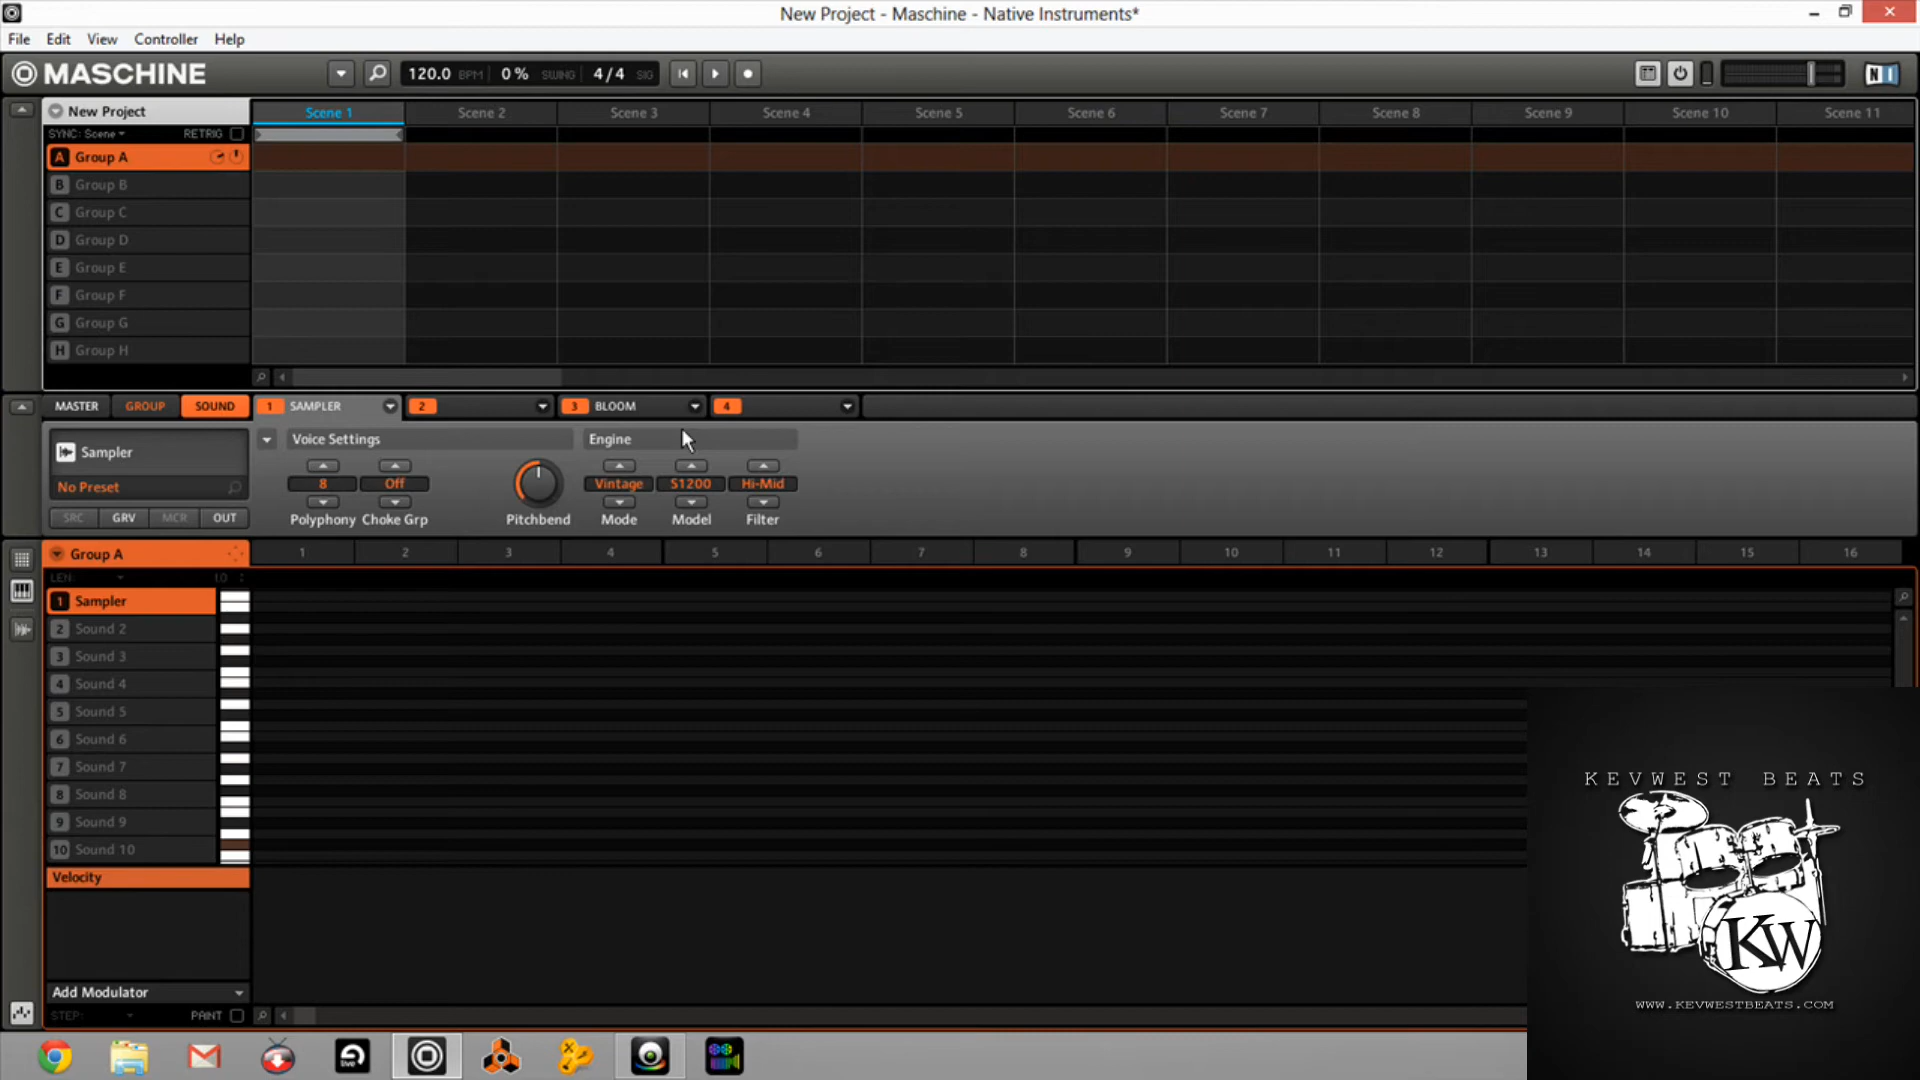 New Project - Maschine - Native Instruments*
File Edit View Controller Help
MASCHINE 120.0 BPM 0 % SWING 4/4 SIG
New Project Scene 1 Scene 2 Scene 3 Scene 4 Scene 5 Scene 6 Scene 7 Scene 8 Scene 9 Scene 10 Scene 11
SYNC: Scene RETRIG
A Group A
B Group B
C Group C
D Group D
E Group E
F Group F
G Group G
H Group H
MASTER GROUP SOUND 1 SAMPLER 2 3 BLOOM 4
Voice Settings Engine
Sampler
No Preset
8 Off Vintage S1200 Hi-Mid
SRC GRV MCR OUT
Polyphony Choke Grp Pitchbend Mode Model Filter
Group A 1 2 3 4 5 6 7 8 9 10 11 12 13 14 15 16
LEN: 1.0
1 Sampler
2 Sound 2
3 Sound 3
4 Sound 4
5 Sound 5
6 Sound 6
7 Sound 7
8 Sound 8
9 Sound 9
10 Sound 10
Velocity
Add Modulator
STEP: PAINT
KEVWEST BEATS
KW
WWW.KEVWESTBEATS.COM
live